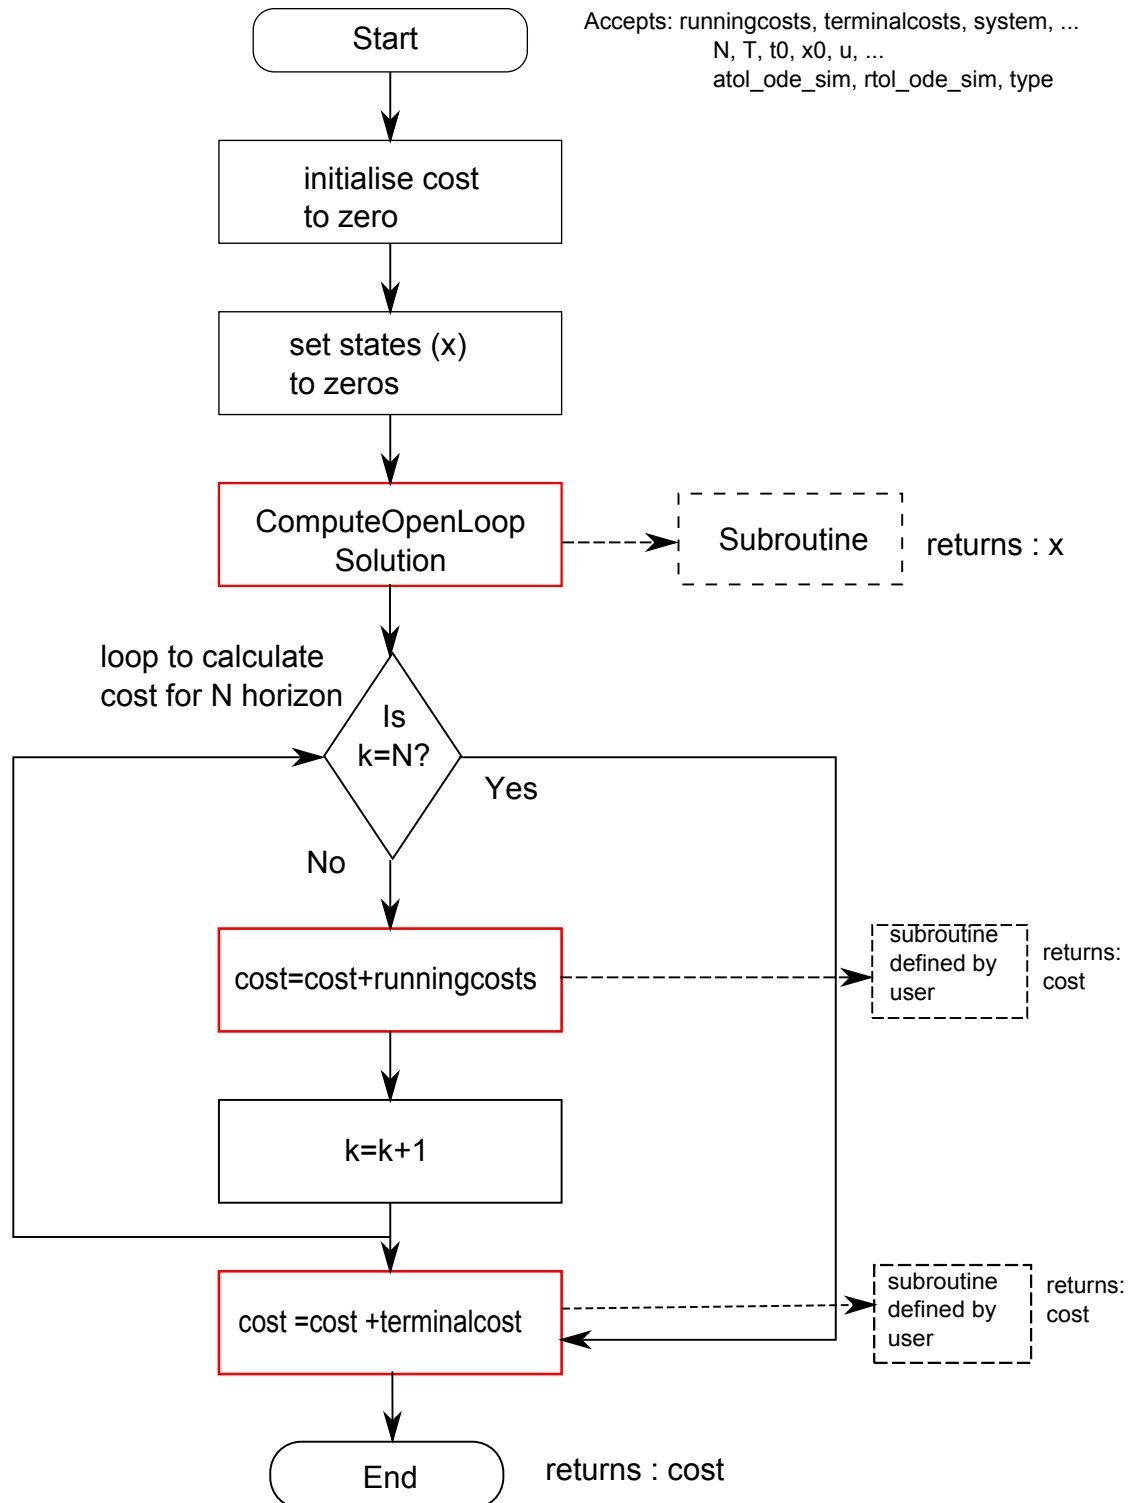 Start
Accepts: runningcosts, terminalcosts, system, ...
N, T, t0, x0, u, ...
atol_ode_sim, rtol_ode_sim, type
initialise cost
to zero
set states (x)
to zeros
ComputeOpenLoop
Solution
Subroutine
returns : x
loop to calculate
cost for N horizon
Is
k=N?
Yes
No
cost=cost+runningcosts
subroutine
defined by
user
returns:
cost
k=k+1
cost =cost +terminalcost
subroutine
defined by
user
returns:
cost
End
returns : cost